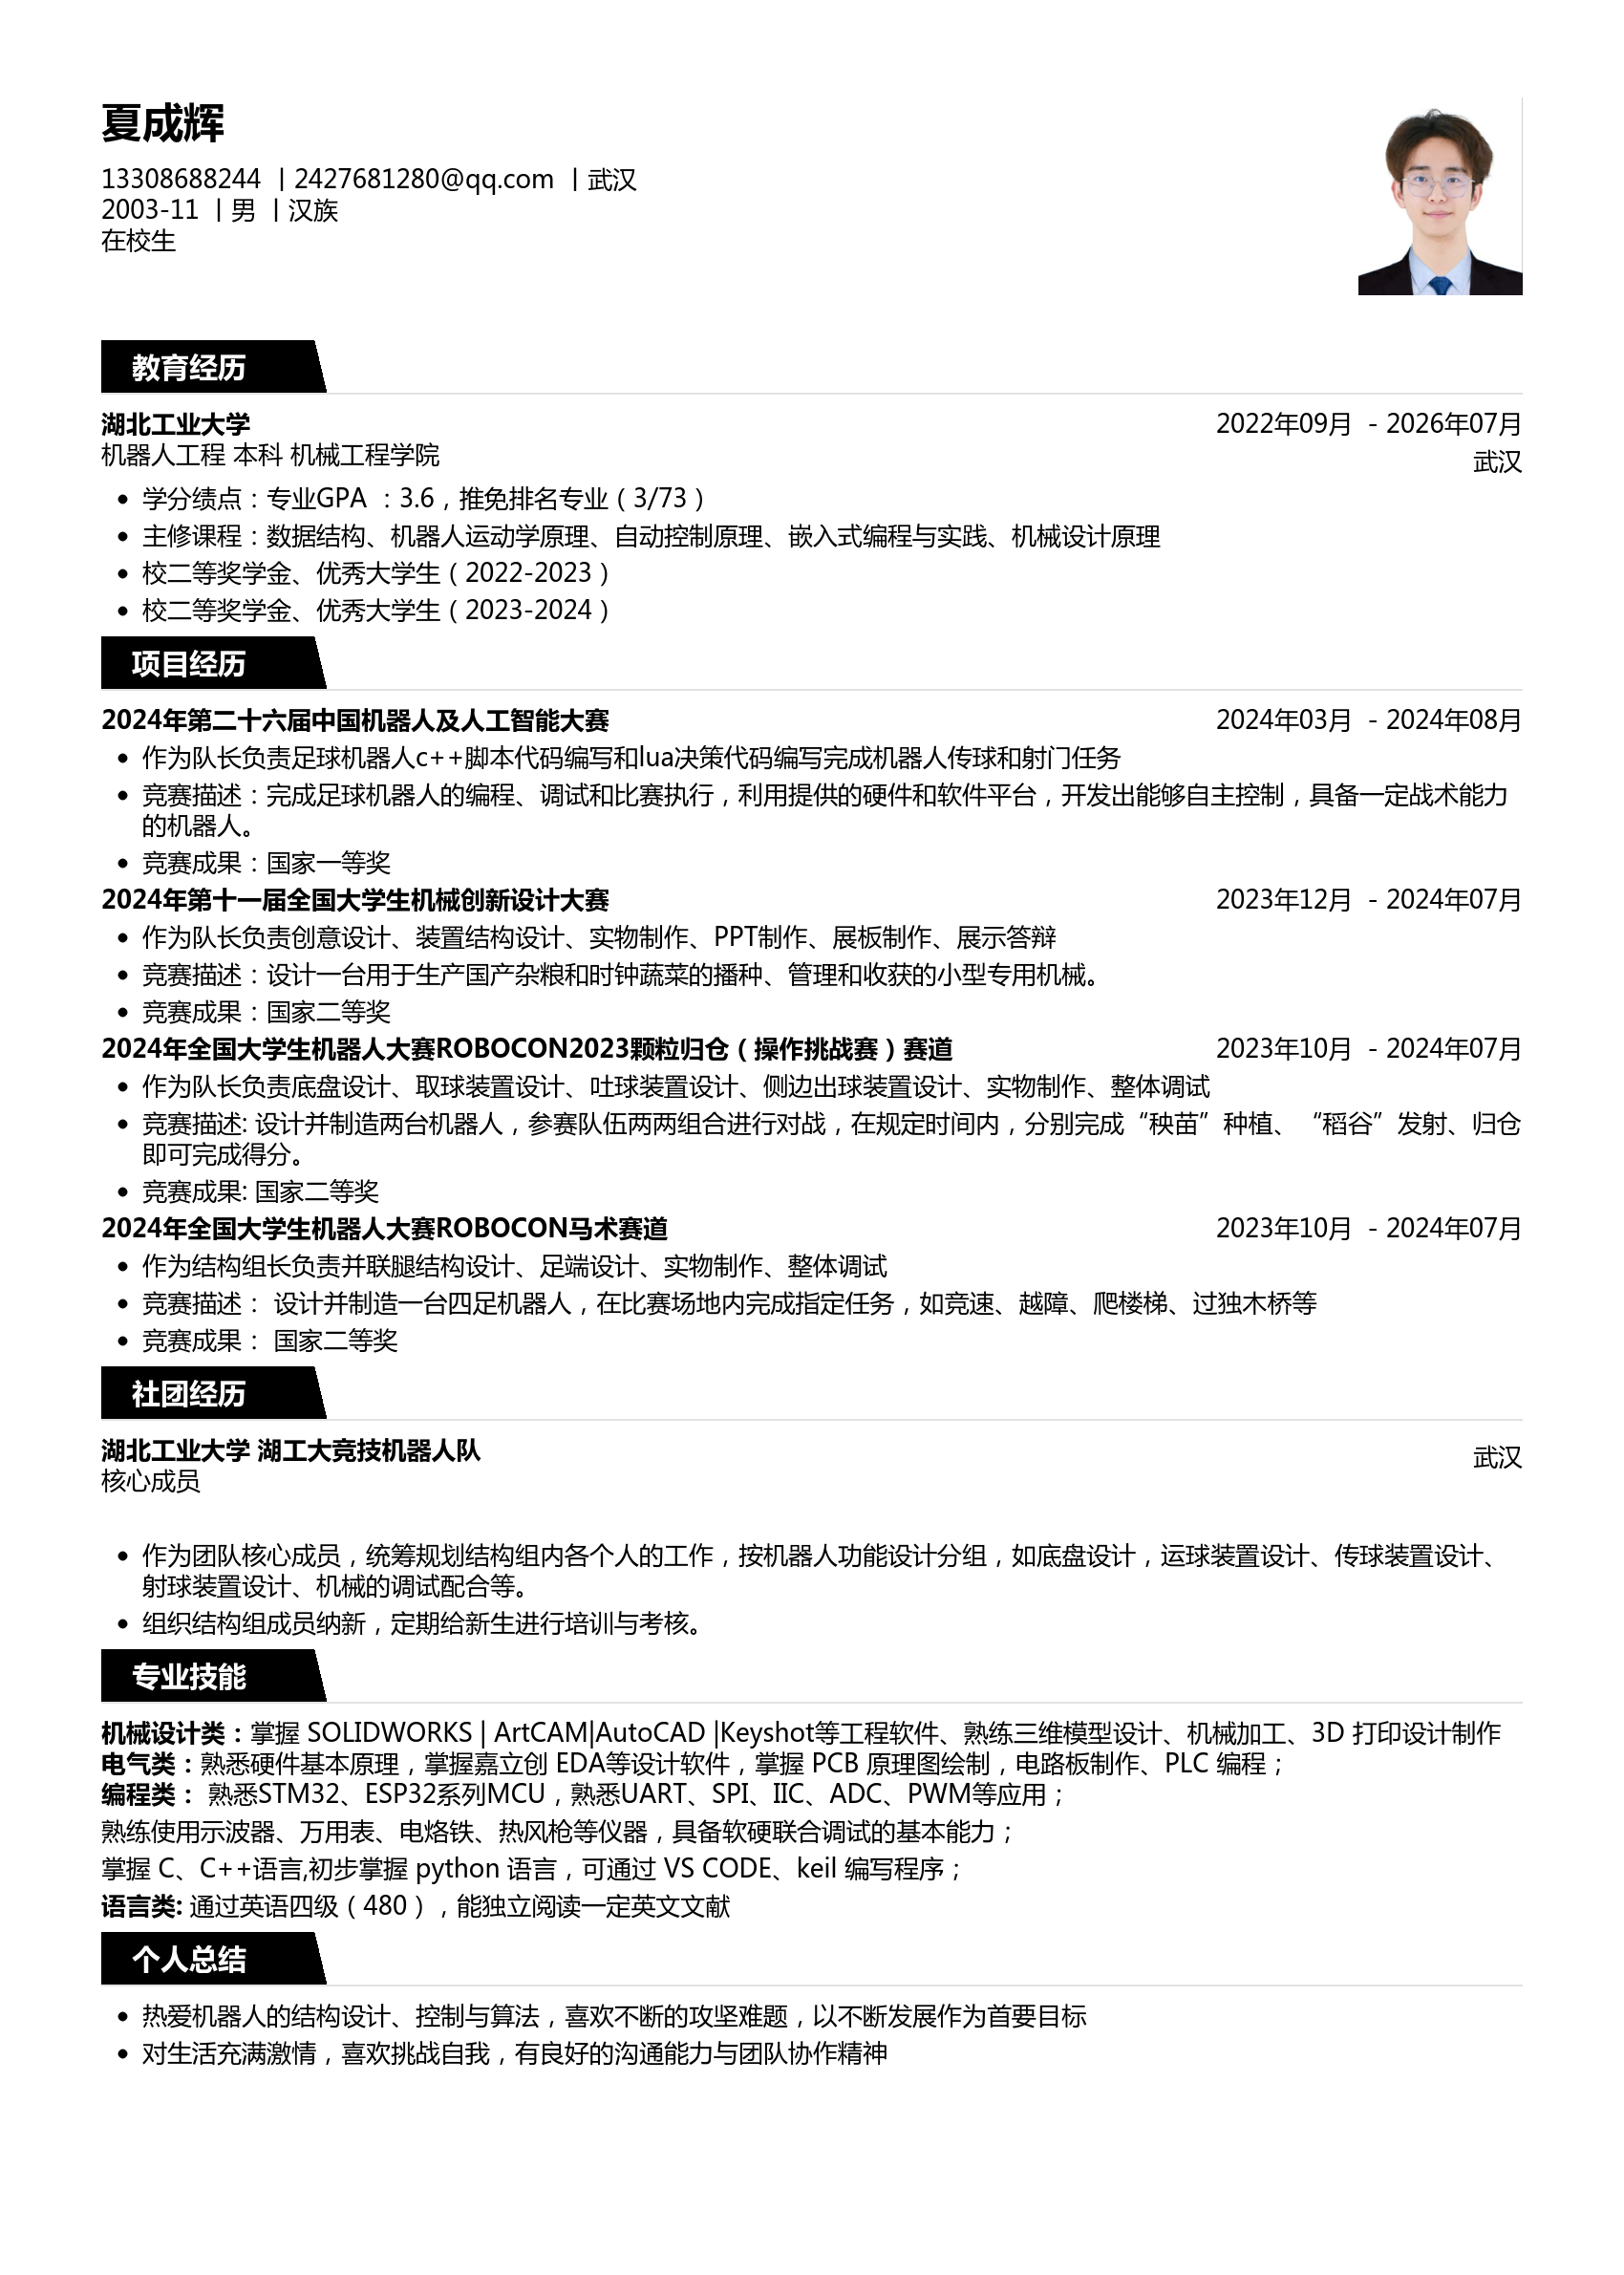 夏成辉
13308688244 | 2427681280@qq.com | 武汉
2003-11 | 男 | 汉族
在校生
教育经历
湖北工业大学 2022年09月 - 2026年07月
机器人工程 本科 机械工程学院 武汉
• 学分绩点：专业GPA ：3.6，推免排名专业（3/73）
• 主修课程：数据结构、机器人运动学原理、自动控制原理、嵌入式编程与实践、机械设计原理
• 校二等奖学金、优秀大学生（2022-2023）
• 校二等奖学金、优秀大学生（2023-2024）
项目经历
2024年第二十六届中国机器人及人工智能大赛 2024年03月 - 2024年08月
• 作为队长负责足球机器人c++脚本代码编写和lua决策代码编写完成机器人传球和射门任务
• 竞赛描述：完成足球机器人的编程、调试和比赛执行，利用提供的硬件和软件平台，开发出能够自主控制，具备一定战术能力
的机器人。
• 竞赛成果：国家一等奖
2024年第十一届全国大学生机械创新设计大赛 2023年12月 - 2024年07月
• 作为队长负责创意设计、装置结构设计、实物制作、PPT制作、展板制作、展示答辩
• 竞赛描述：设计一台用于生产国产杂粮和时钟蔬菜的播种、管理和收获的小型专用机械。
• 竞赛成果：国家二等奖
2024年全国大学生机器人大赛ROBOCON2023颗粒归仓（操作挑战赛）赛道 2023年10月 - 2024年07月
• 作为队长负责底盘设计、取球装置设计、吐球装置设计、侧边出球装置设计、实物制作、整体调试
• 竞赛描述: 设计并制造两台机器人，参赛队伍两两组合进行对战，在规定时间内，分别完成“秧苗”种植、“稻谷”发射、归仓
即可完成得分。
• 竞赛成果: 国家二等奖
2024年全国大学生机器人大赛ROBOCON马术赛道 2023年10月 - 2024年07月
• 作为结构组长负责并联腿结构设计、足端设计、实物制作、整体调试
• 竞赛描述： 设计并制造一台四足机器人，在比赛场地内完成指定任务，如竞速、越障、爬楼梯、过独木桥等
• 竞赛成果： 国家二等奖
社团经历
湖北工业大学 湖工大竞技机器人队 武汉
核心成员
• 作为团队核心成员，统筹规划结构组内各个人的工作，按机器人功能设计分组，如底盘设计，运球装置设计、传球装置设计、
射球装置设计、机械的调试配合等。
• 组织结构组成员纳新，定期给新生进行培训与考核。
专业技能
机械设计类：掌握 SOLIDWORKS | ArtCAM|AutoCAD |Keyshot等工程软件、熟练三维模型设计、机械加工、3D 打印设计制作
电气类：熟悉硬件基本原理，掌握嘉立创 EDA等设计软件，掌握 PCB 原理图绘制，电路板制作、PLC 编程；
编程类： 熟悉STM32、ESP32系列MCU，熟悉UART、SPI、IIC、ADC、PWM等应用；
熟练使用示波器、万用表、电烙铁、热风枪等仪器，具备软硬联合调试的基本能力；
掌握 C、C++语言,初步掌握 python 语言，可通过 VS CODE、keil 编写程序；
语言类: 通过英语四级（480），能独立阅读一定英文文献
个人总结
• 热爱机器人的结构设计、控制与算法，喜欢不断的攻坚难题，以不断发展作为首要目标
• 对生活充满激情，喜欢挑战自我，有良好的沟通能力与团队协作精神